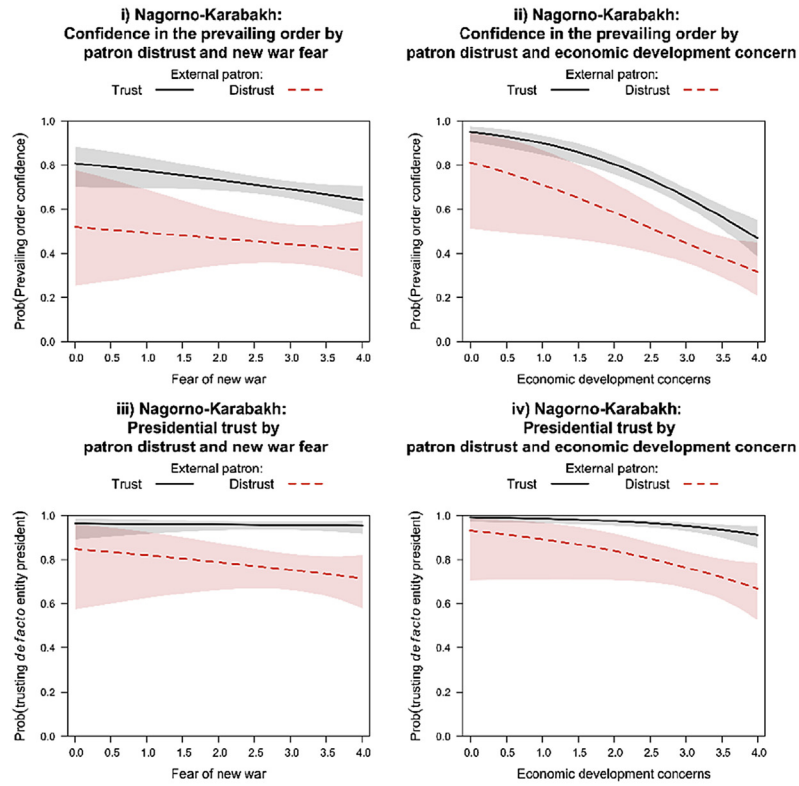 i) Nagorno-Karabakh:
Confidence in the prevailing order by
patron distrust and new war fear
External patron:
Trust Distrust
Prob(Prevailing order confidence)
1.0
0.8
0.6
0.4
0.2
0.0
0.0 0.5 1.0 1.5 2.0 2.5 3.0 3.5 4.0
Fear of new war
ii) Nagorno-Karabakh:
Confidence in the prevailing order by
patron distrust and economic development concern
External patron:
Trust Distrust
Prob(Prevailing order confidence)
1.0
0.8
0.6
0.4
0.2
0.0
0.0 0.5 1.0 1.5 2.0 2.5 3.0 3.5 4.0
Economic development concerns
iii) Nagorno-Karabakh:
Presidential trust by
patron distrust and new war fear
External patron:
Trust Distrust
Prob(trusting de facto entity president)
1.0
0.8
0.6
0.4
0.2
0.0
0.0 0.5 1.0 1.5 2.0 2.5 3.0 3.5 4.0
Fear of new war
iv) Nagorno-Karabakh:
Presidential trust by
patron distrust and economic development concern
External patron:
Trust Distrust
Prob(trusting de facto entity president)
1.0
0.8
0.6
0.4
0.2
0.0
0.0 0.5 1.0 1.5 2.0 2.5 3.0 3.5 4.0
Economic development concerns